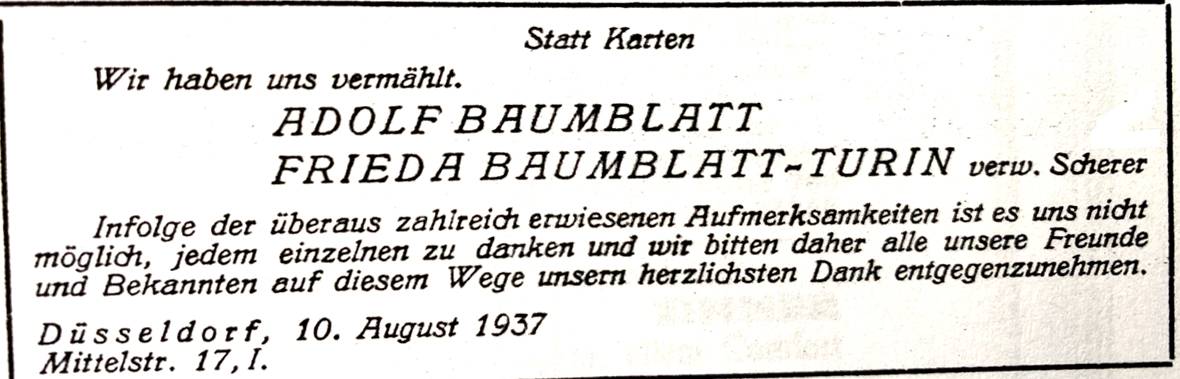 Statt Karten
Wir haben uns vermählt.
ADOLF BAUMBLATT
FRIEDA BAUMBLATT-TURIN verw. Scherer
Infolge der überaus zahlreich erwiesenen Aufmerksamkeiten ist es uns nicht
möglich, jedem einzelnen zu danken und wir bitten daher alle unsere Freunde
und Bekannten auf diesem Wege unsern herzlichsten Dank entgegenzunehmen.
Düsseldorf, 10. August 1937
Mittelstr. 17, I.